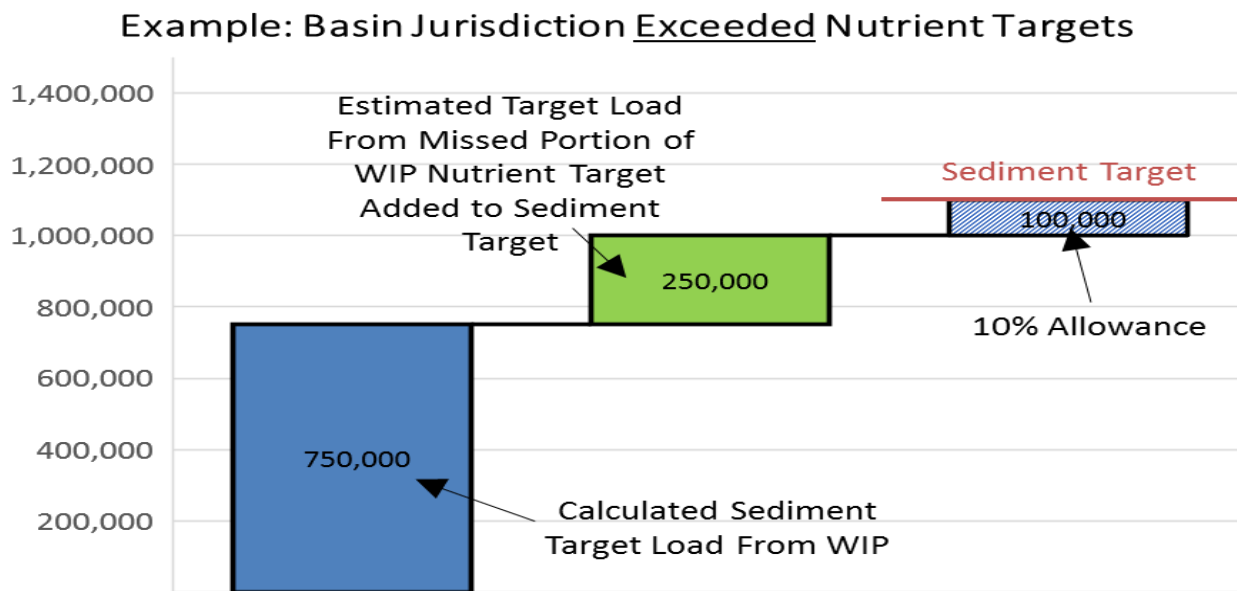 Example: Basin Jurisdiction Exceeded Nutrient Targets
1,400,000
1,200,000
1,000,000
800,000
600,000
400,000
200,000
Estimated Target Load
From Missed Portion of
WIP Nutrient Target
Added to Sediment
Target
Sediment Target
100,000
250,000
10% Allowance
750,000
Calculated Sediment
Target Load From WIP